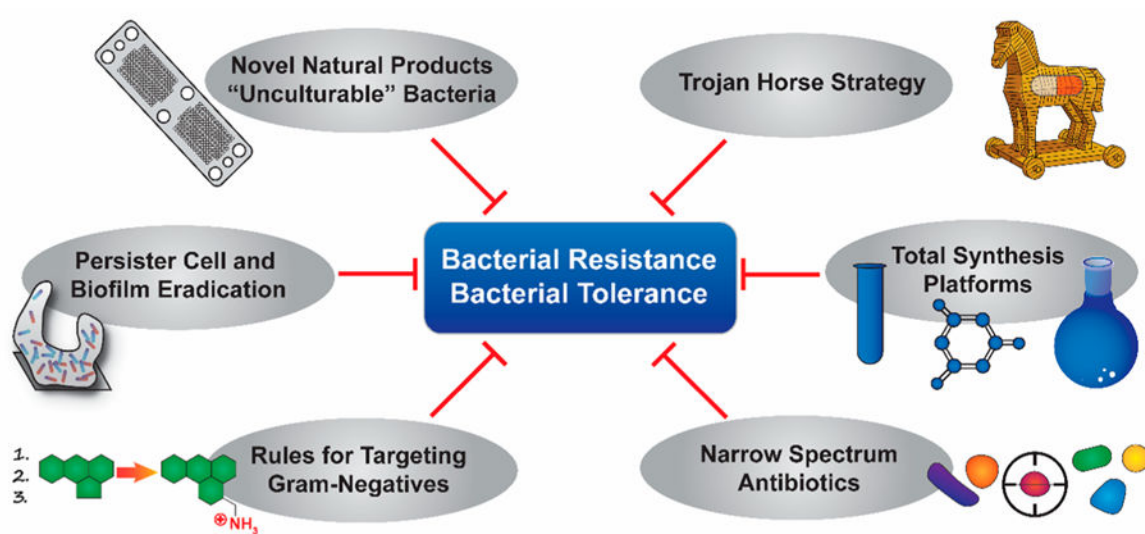 Novel Natural Products
“Unculturable” Bacteria
Trojan Horse Strategy
Persister Cell and
Biofilm Eradication
Bacterial Resistance
Bacterial Tolerance
Total Synthesis
Platforms
1.
2.
3.
⊕NH₃
Rules for Targeting
Gram-Negatives
Narrow Spectrum
Antibiotics